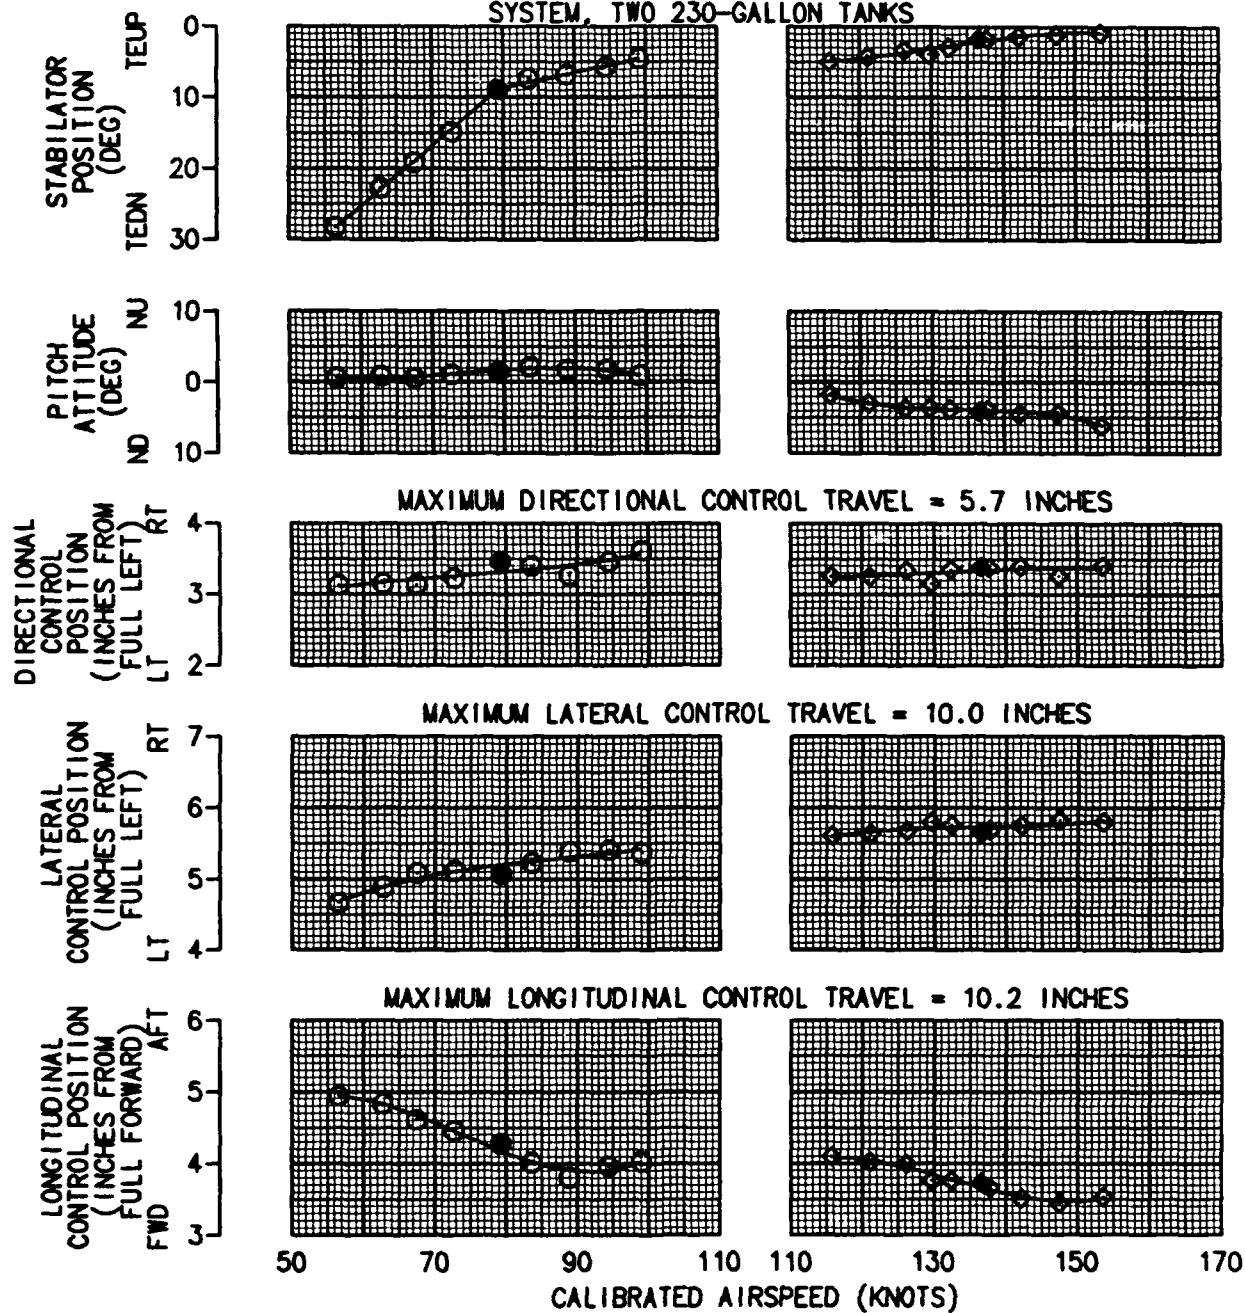 SYSTEM, TWO 230-GALLON TANKS
STABILATOR
POSITION
(DEG)
TEDN TEUP
0
10
20
30
PITCH
ATTITUDE
(DEG)
ND NU
10
0
10
MAXIMUM DIRECTIONAL CONTROL TRAVEL = 5.7 INCHES
DIRECTIONAL
CONTROL
POSITION
(INCHES FROM
FULL LEFT)
LT RT
4
3
2
MAXIMUM LATERAL CONTROL TRAVEL = 10.0 INCHES
LATERAL
CONTROL POSITION
(INCHES FROM
FULL LEFT)
LT RT
7
6
5
4
MAXIMUM LONGITUDINAL CONTROL TRAVEL = 10.2 INCHES
LONGITUDINAL
CONTROL POSITION
(INCHES FROM
FULL FORWARD)
FWD AFT
6
5
4
3
50 70 90 110 110 130 150 170
CALIBRATED AIRSPEED (KNOTS)